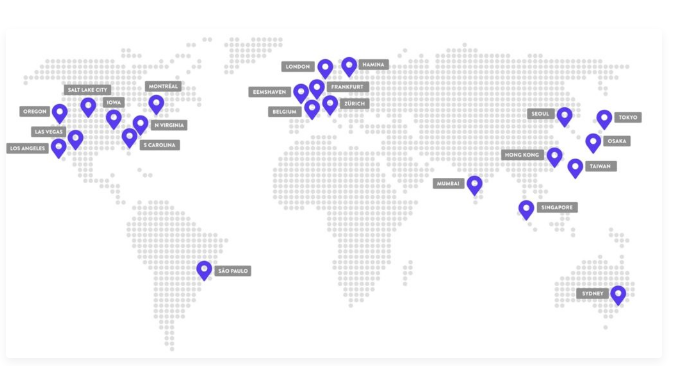 LONDON
HAMINA
MONTRÉAL
SALT LAKE CITY
FRANKFURT
EEMSHAVEN
IOWA
ZÜRICH
OREGON
BELGIUM
SEOUL
TOKYO
N VIRGINIA
LAS VEGAS
OSAKA
S CAROLINA
LOS ANGELES
HONG KONG
TAIWAN
MUMBAI
SINGAPORE
SÃO PAULO
SYDNEY